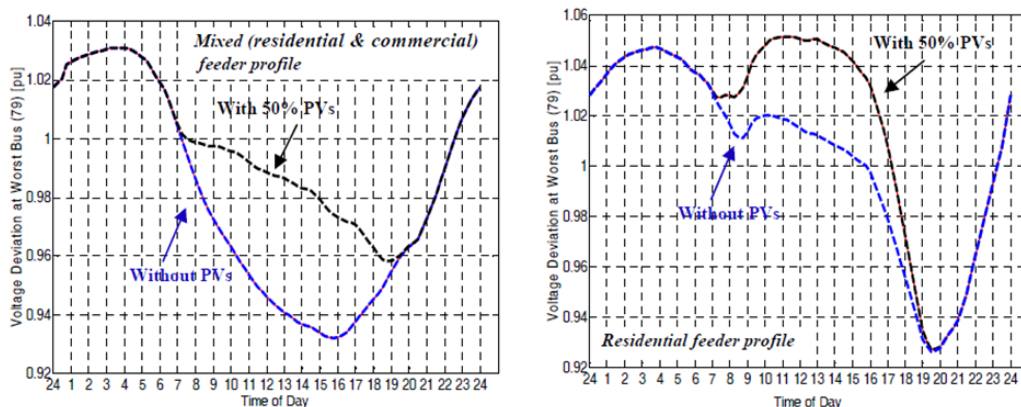 1.04
1.02
1
0.98
0.96
0.94
0.92
Voltage Deviation at Worst Bus (79) [pu]
Mixed (residential & commercial)
feeder profile
With 50% PVs
Without PVs
24 1 2 3 4 5 6 7 8 9 10 11 12 13 14 15 16 17 18 19 20 21 22 23 24
Time of Day
1.06
1.04
1.02
1
0.98
0.96
0.94
0.92
Voltage Deviation at Worst Bus (79) [pu]
With 50% PVs
Without PVs
Residential feeder profile
24 1 2 3 4 5 6 7 8 9 10 11 12 13 14 15 16 17 18 19 20 21 22 23 24
Time of Day